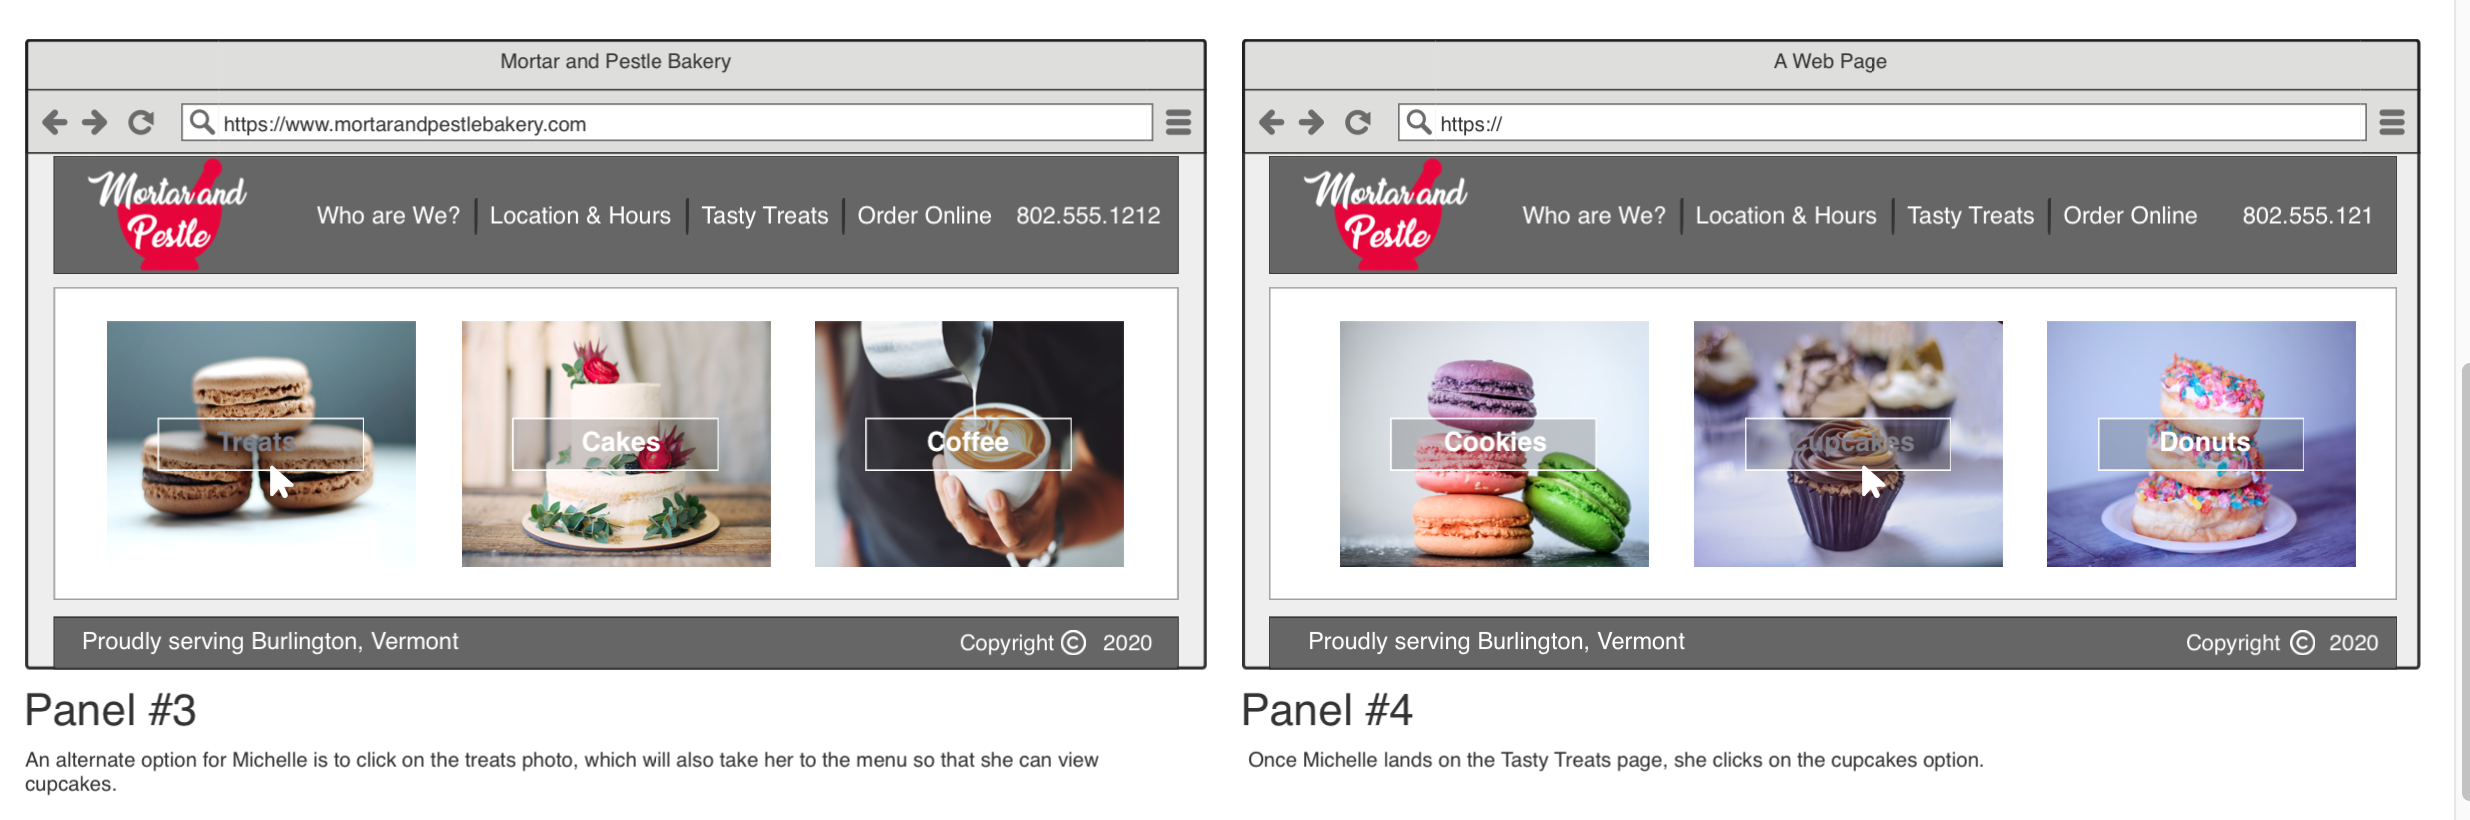 Mortar and Pestle Bakery
https://www.mortarandpestlebakery.com
Mortar and
Pestle
Who are We? Location & Hours Tasty Treats Order Online 802.555.1212
Treats Cakes Coffee
Proudly serving Burlington, Vermont Copyright © 2020
Panel #3
An alternate option for Michelle is to click on the treats photo, which will also take her to the menu so that she can view
cupcakes.
A Web Page
https://
Mortar and
Pestle
Who are We? Location & Hours Tasty Treats Order Online 802.555.121
Cookies Cupcakes Donuts
Proudly serving Burlington, Vermont Copyright © 2020
Panel #4
Once Michelle lands on the Tasty Treats page, she clicks on the cupcakes option.